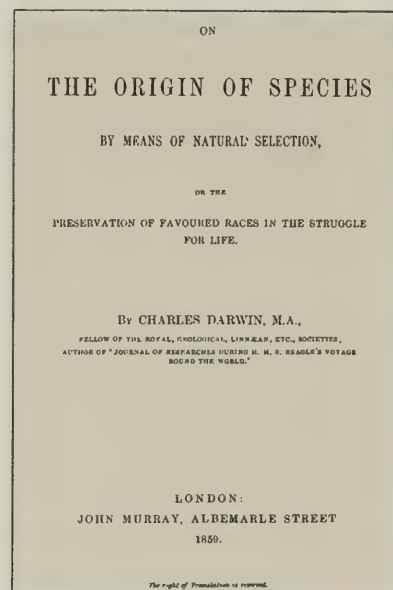 ON
THE ORIGIN OF SPECIES
BY MEANS OF NATURAL SELECTION,
OR THE
PRESERVATION OF FAVOURED RACES IN THE STRUGGLE
FOR LIFE.
BY CHARLES DARWIN, M.A.,
FELLOW OF THE ROYAL, GEOLOGICAL, LINNÆAN, ETC., SOCIETIES;
AUTHOR OF 'JOURNAL OF RESEARCHES DURING H. M. S. BEAGLE'S VOYAGE
ROUND THE WORLD.'
LONDON:
JOHN MURRAY, ALBEMARLE STREET
1859.
The right of Translation is reserved.